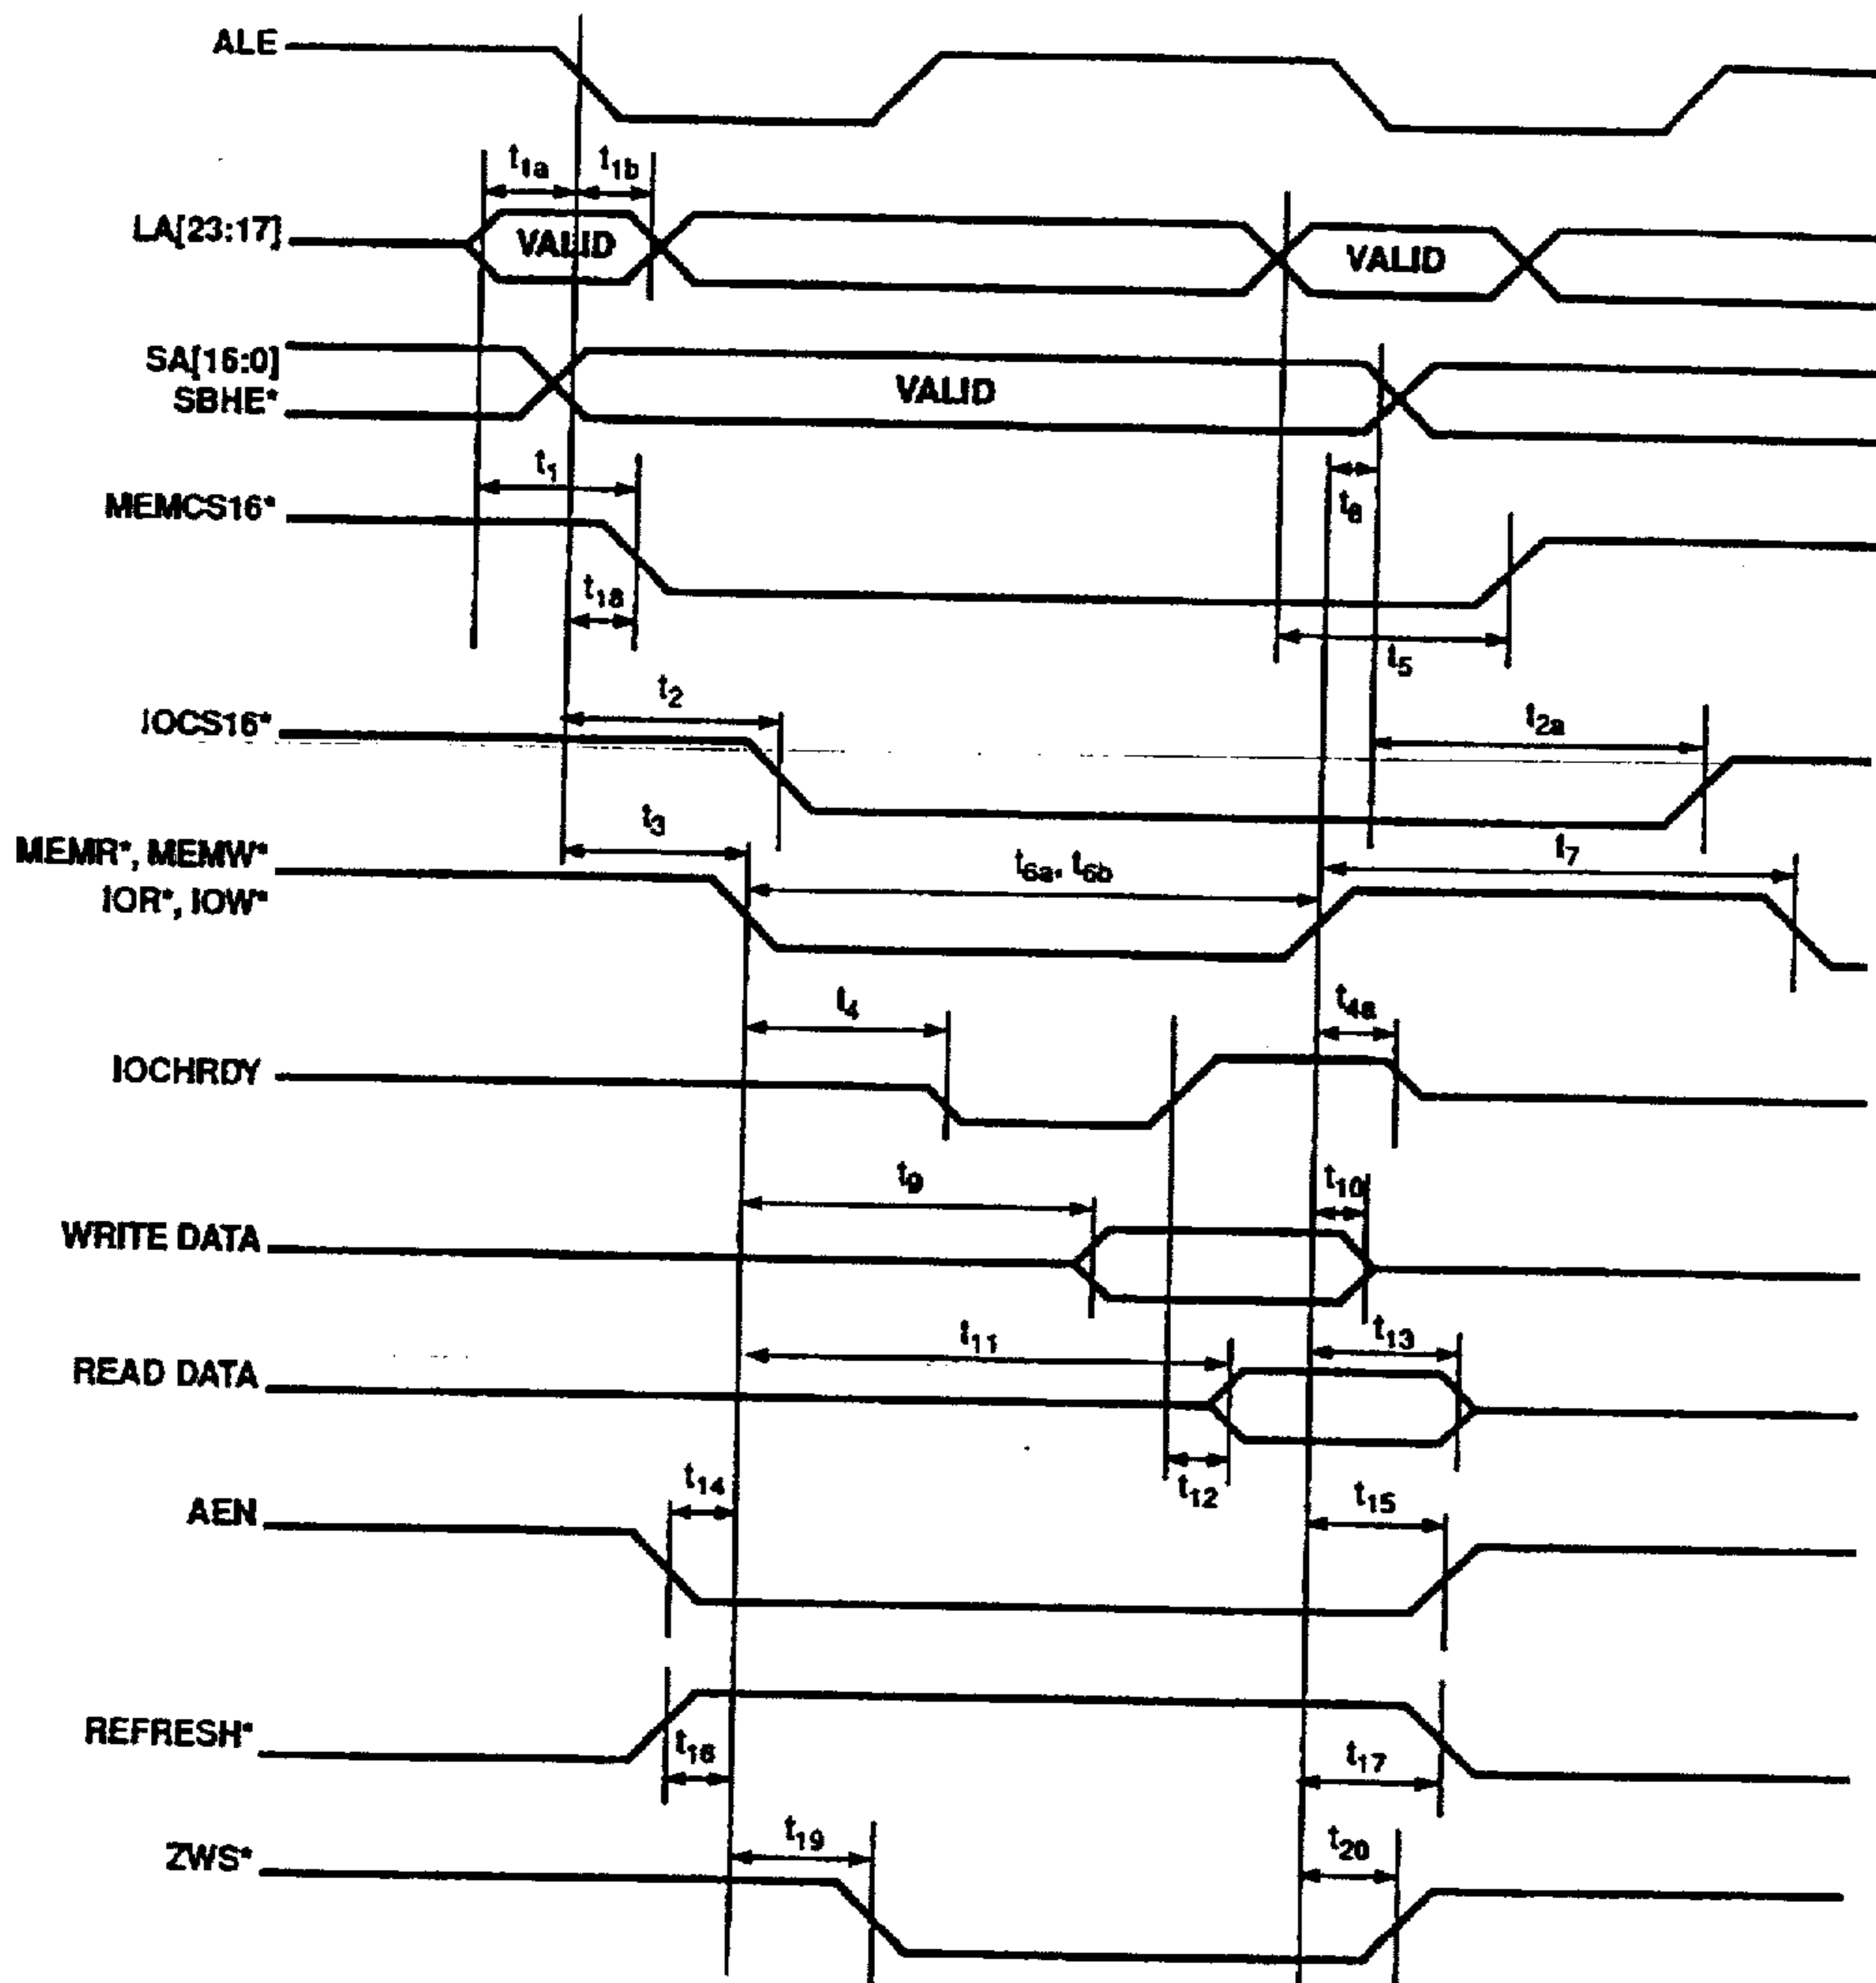 ALE
t1a t1b
LA[23:17] VALID VALID
SA[16:0]
SBHE* VALID
t1
MEMCS16* t8
t18
t5
t2
IOCS16* t2a
t3
MEMR*, MEMW* t6a, t6b t7
IOR*, IOW*
t4 t4a
IOCHRDY
t9 t10
WRITE DATA
t11 t13
READ DATA
t12
t14 t15
AEN
REFRESH*
t16 t17
t19 t20
ZWS*